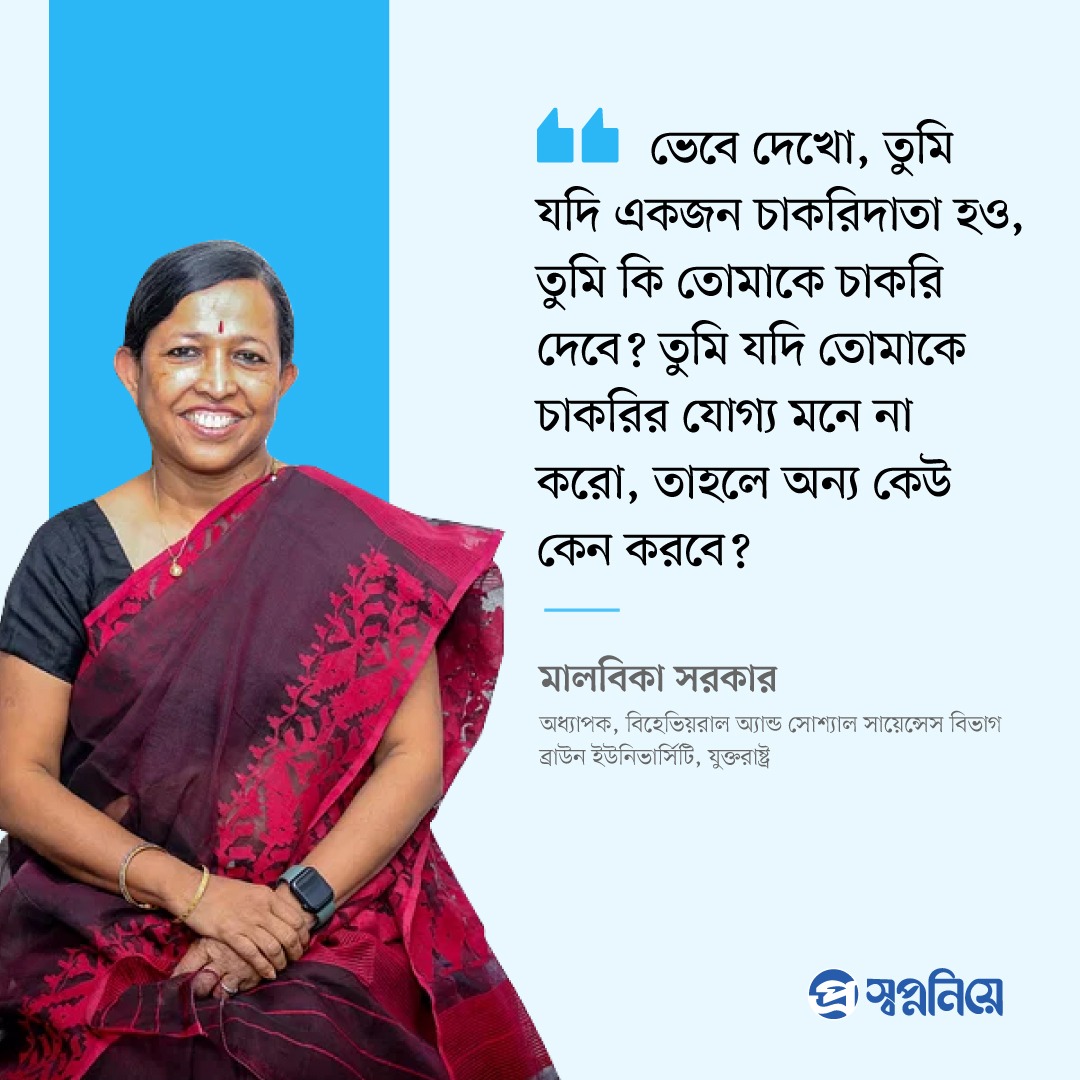 ভেবে দেখো, তুমি
যদি একজন চাকরিদাতা হও,
তুমি কি তোমাকে চাকরি
দেবে? তুমি যদি তোমাকে
চাকরির যোগ্য মনে না
করো, তাহলে অন্য কেউ
কেন করবে?
মালবিকা সরকার
অধ্যাপক, বিহেভিয়রাল অ্যান্ড সোশ্যাল সায়েন্সেস বিভাগ
ব্রাউন ইউনিভার্সিটি, যুক্তরাষ্ট্র
স্বপ্ননিয়ে